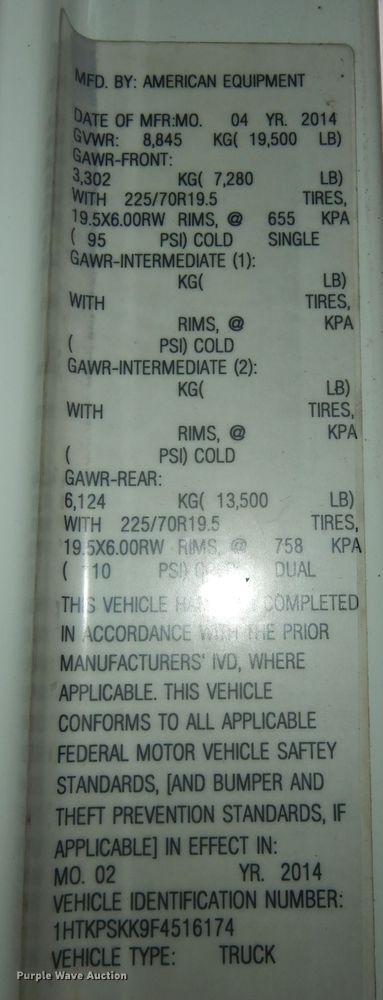 MFD. BY: AMERICAN EQUIPMENT
DATE OF MFR:MO. 04 YR. 2014
GVWR: 8,845 KG( 19,500 LB)
GAWR-FRONT:
3,302 KG( 7,280 LB)
WITH 225/70R19.5 TIRES,
19.5X6.00RW RIMS, @ 655 KPA
( 95 PSI) COLD SINGLE
GAWR-INTERMEDIATE (1):
KG( LB)
WITH TIRES,
RIMS, @ KPA
( PSI) COLD
GAWR-INTERMEDIATE (2):
KG( LB)
WITH TIRES,
RIMS, @ KPA
( PSI) COLD
GAWR-REAR:
6,124 KG( 13,500 LB)
WITH 225/70R19.5 TIRES,
19.5X6.00RW RIMS, @ 758 KPA
( PSI) DUAL
THIS VEHICLE COMPLETED
IN ACCORDANCE WITH THE PRIOR
MANUFACTURERS' IVD, WHERE
APPLICABLE. THIS VEHICLE
CONFORMS TO ALL APPLICABLE
FEDERAL MOTOR VEHICLE SAFTEY
STANDARDS, [AND BUMPER AND
THEFT PREVENTION STANDARDS, IF
APPLICABLE] IN EFFECT IN:
MO. 02 YR. 2014
VEHICLE IDENTIFICATION NUMBER:
1HTKPSKK9F4516174
VEHICLE TYPE: TRUCK
Purple Wave Auction